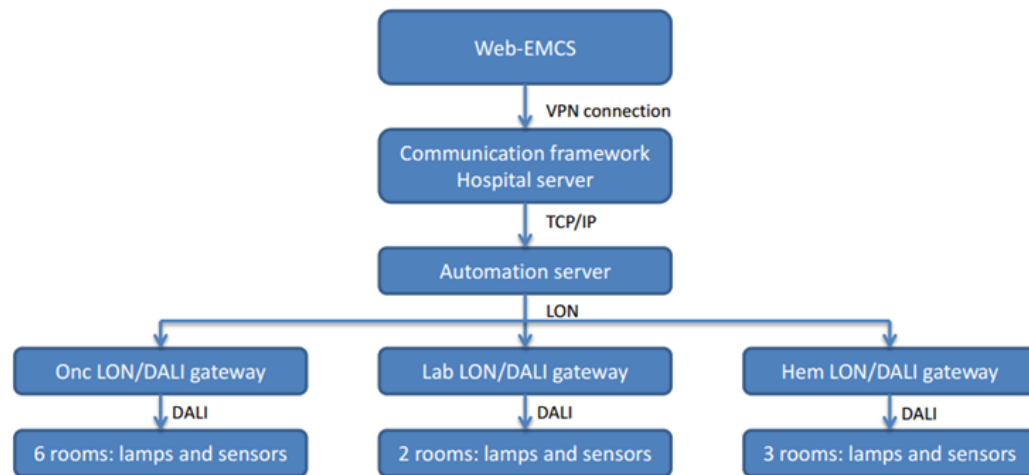 Web-EMCS
VPN connection
Communication framework
Hospital server
TCP/IP
Automation server
LON
Onc LON/DALI gateway
Lab LON/DALI gateway
Hem LON/DALI gateway
DALI
DALI
DALI
6 rooms: lamps and sensors
2 rooms: lamps and sensors
3 rooms: lamps and sensors